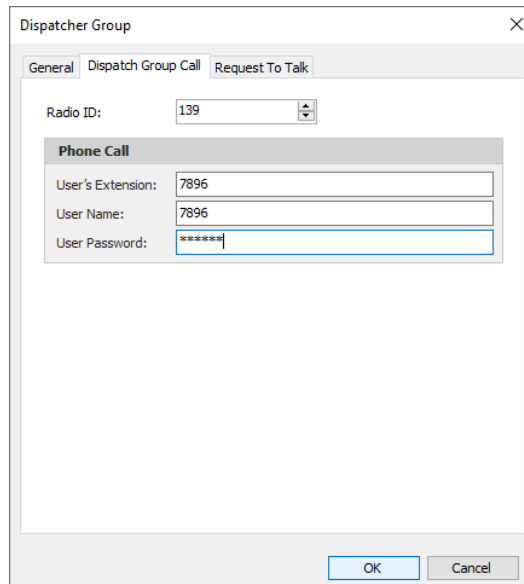 Dispatcher Group
General Dispatch Group Call Request To Talk
Radio ID: 139
Phone Call
User's Extension: 7896
User Name: 7896
User Password: ******
OK Cancel